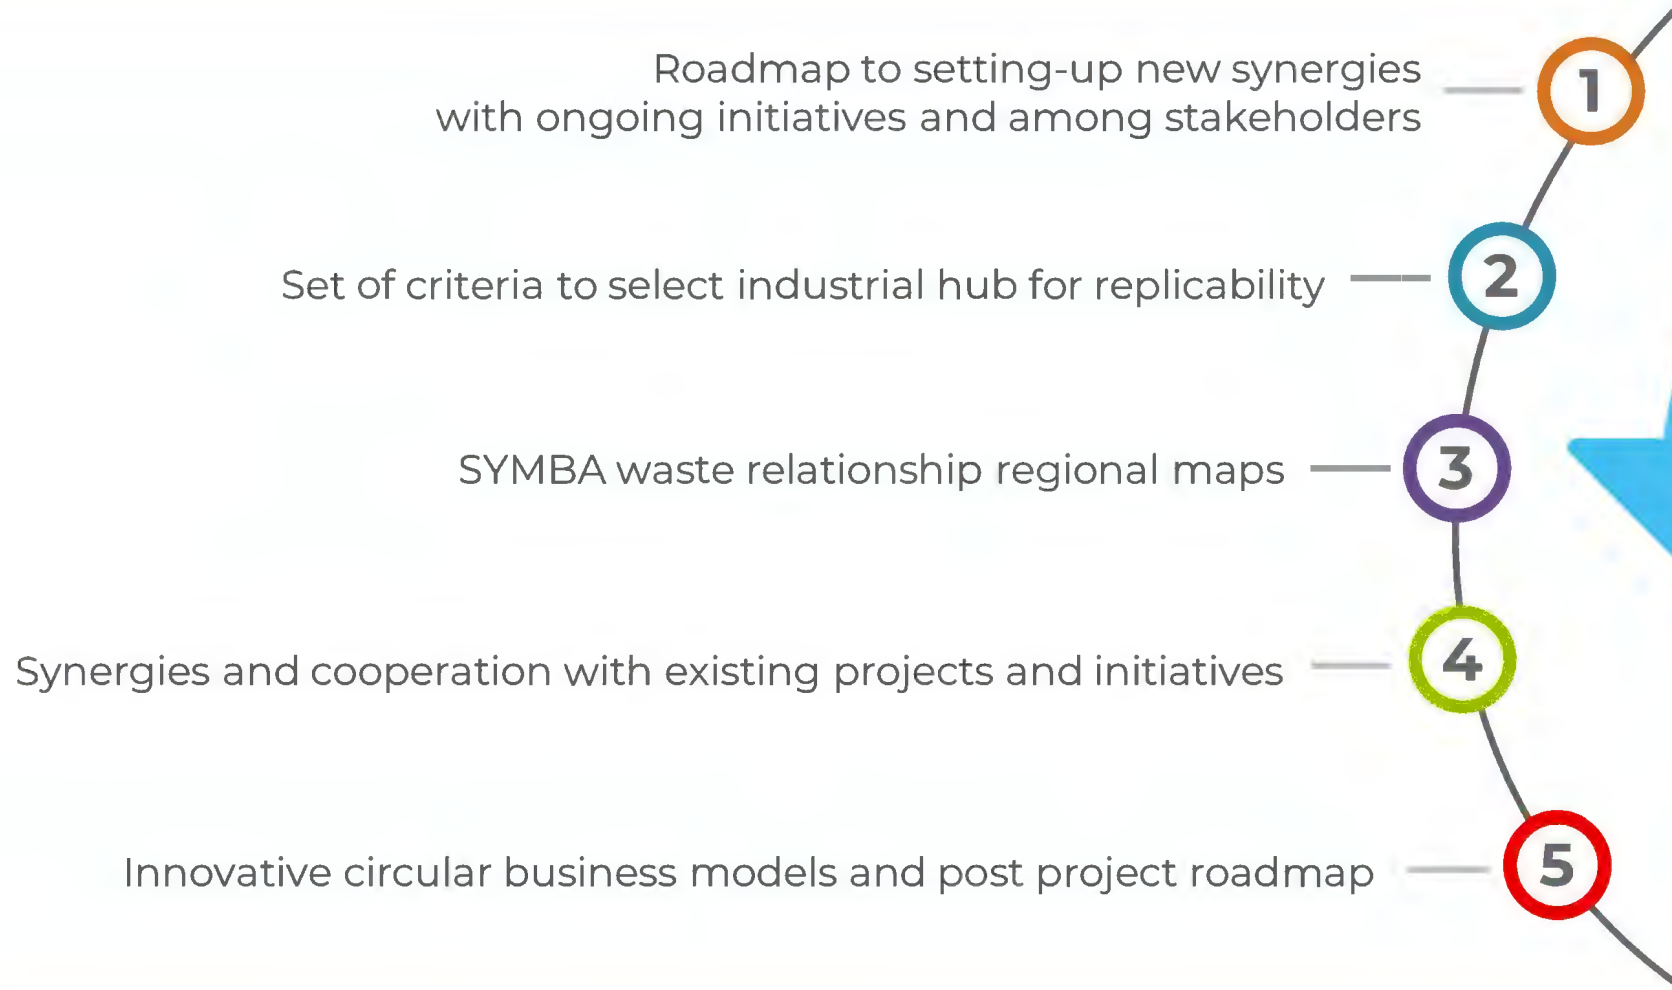 Roadmap to setting-up new synergies
with ongoing initiatives and among stakeholders
1
Set of criteria to select industrial hub for replicability
2
SYMBA waste relationship regional maps
3
Synergies and cooperation with existing projects and initiatives
4
Innovative circular business models and post project roadmap
5